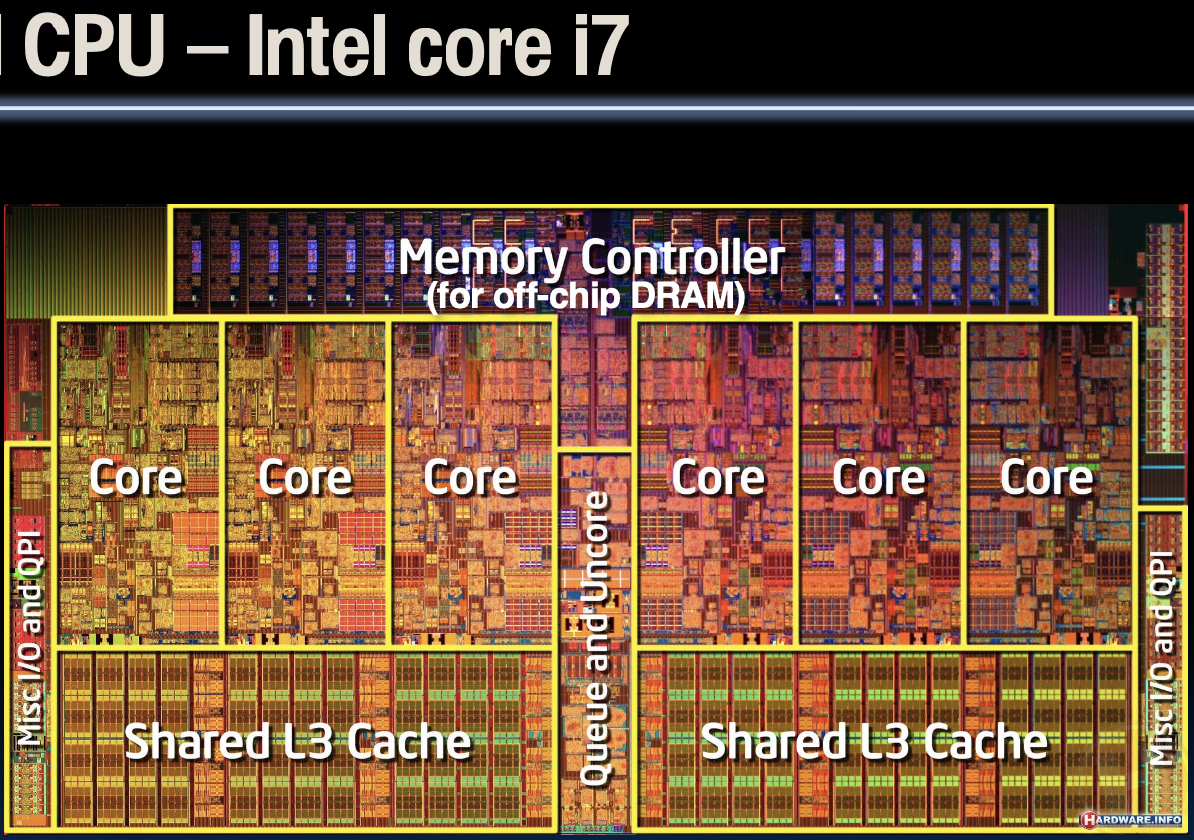 CPU – Intel core i7
Memory Controller
(for off-chip DRAM)
Core
Core
Core
Core
Core
Core
Misc I/O and QPI
Queue and Uncore
Misc I/O and QPI
Shared L3 Cache
Shared L3 Cache
HARDWARE.INFO